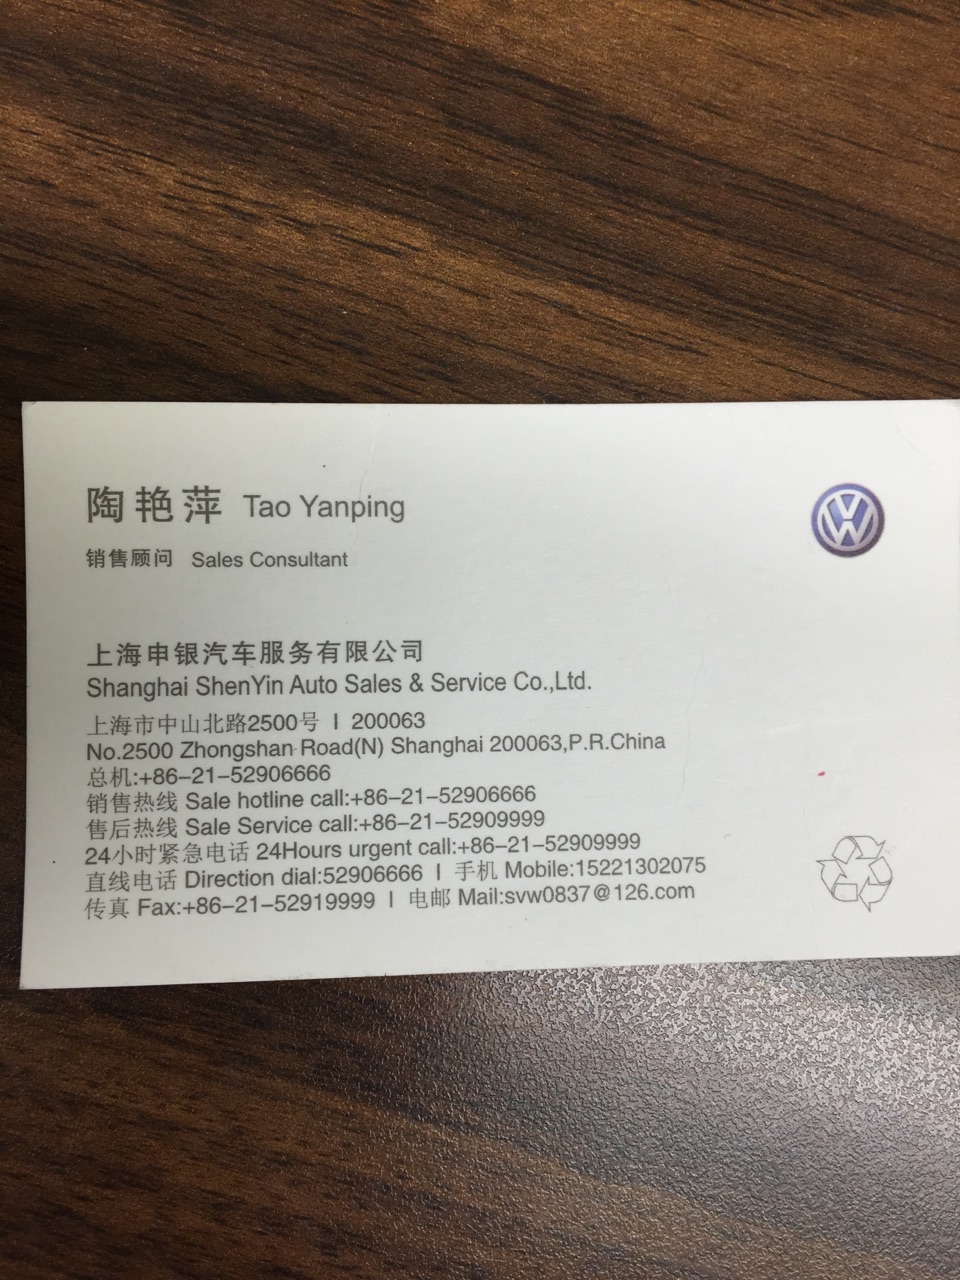 陶艳萍 Tao Yanping
销售顾问 Sales Consultant
上海申银汽车服务有限公司
Shanghai ShenYin Auto Sales & Service Co.,Ltd.
上海市中山北路2500号 I 200063
No.2500 Zhongshan Road(N) Shanghai 200063,P.R.China
总机:+86-21-52906666
销售热线 Sale hotline call:+86-21-52906666
售后热线 Sale Service call:+86-21-52909999
24小时紧急电话 24Hours urgent call:+86-21-52909999
直线电话 Direction dial:52906666 I 手机 Mobile:15221302075
传真 Fax:+86-21-52919999 I 电邮 Mail:svw0837@126.com